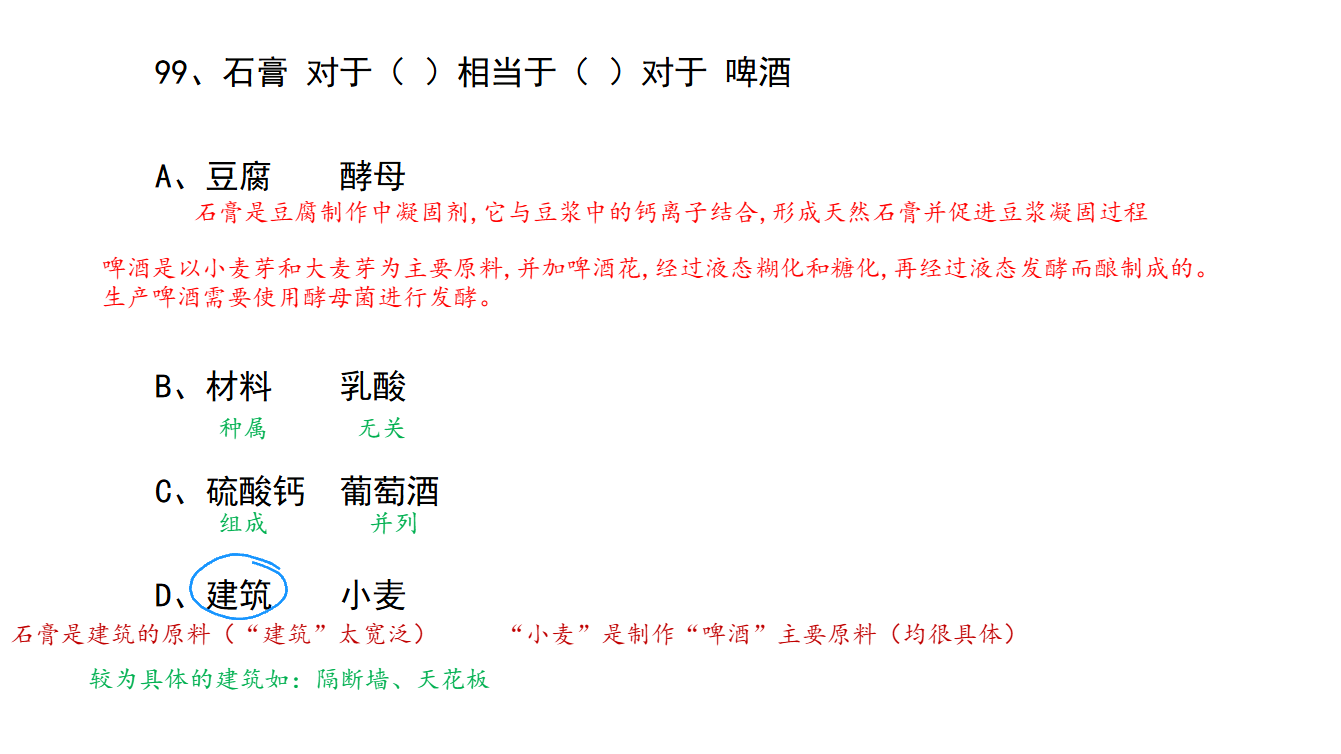 99、石膏 对于（ ）相当于（ ）对于 啤酒
A、豆腐 酵母
石膏是豆腐制作中凝固剂,它与豆浆中的钙离子结合,形成天然石膏并促进豆浆凝固过程
啤酒是以小麦芽和大麦芽为主要原料,并加啤酒花,经过液态糊化和糖化,再经过液态发酵而酿制成的。
生产啤酒需要使用酵母菌进行发酵。
B、材料 乳酸
种属 无关
C、硫酸钙 葡萄酒
组成 并列
D、建筑 小麦
石膏是建筑的原料（“建筑”太宽泛） “小麦”是制作“啤酒”主要原料（均很具体）
较为具体的建筑如：隔断墙、天花板